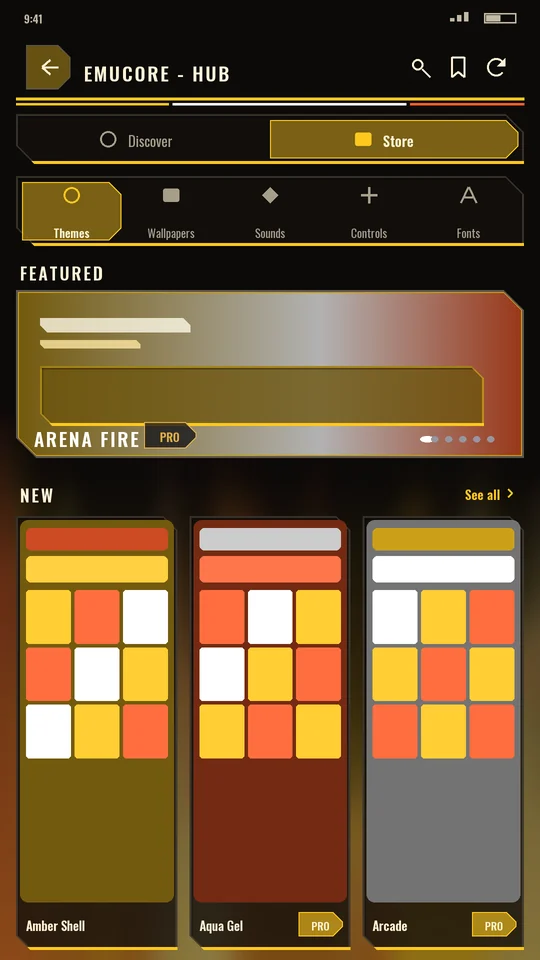 9:41
EMUCORE - HUB
Discover
Store
Themes
Wallpapers
Sounds
Controls
Fonts
FEATURED
ARENA FIRE
PRO
NEW
See all
Amber Shell
Aqua Gel
PRO
Arcade
PRO